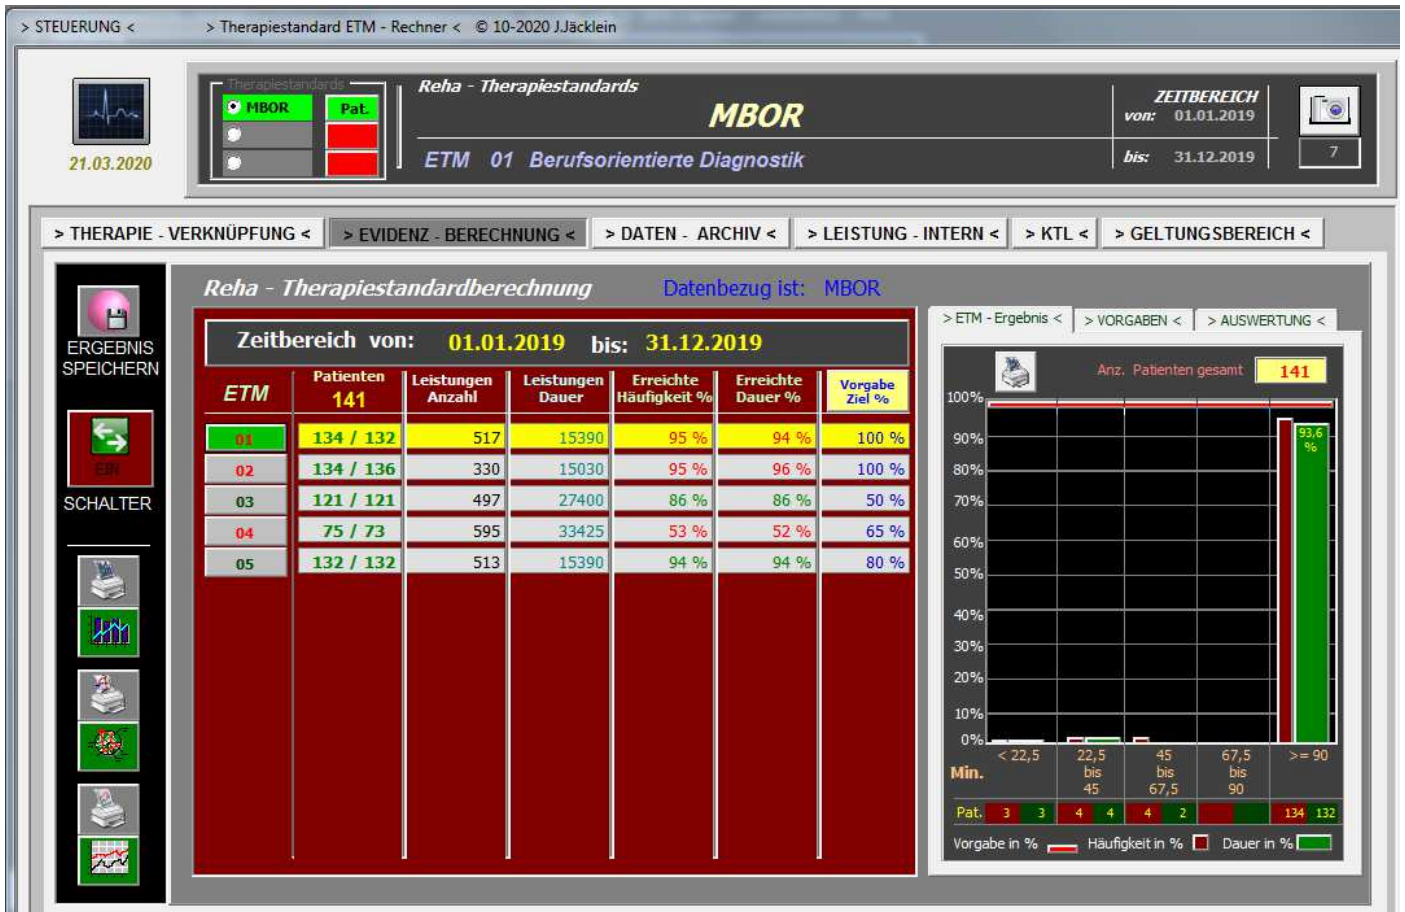 > STEUERUNG < > Therapiestandard ETM - Rechner < © 10-2020 J.Jäcklein
Therapiestandards
MBOR Pat.
Reha - Therapiestandards
MBOR
ETM 01 Berufsorientierte Diagnostik
ZEITBEREICH
von: 01.01.2019
bis: 31.12.2019
7
21.03.2020
> THERAPIE - VERKNÜPFUNG < > EVIDENZ - BERECHNUNG < > DATEN - ARCHIV < > LEISTUNG - INTERN < > KTL < > GELTUNGSBEREICH <
ERGEBNIS
SPEICHERN
EIN
SCHALTER
Reha - Therapiestandardberechnung Datenbezug ist: MBOR
Zeitbereich von: 01.01.2019 bis: 31.12.2019
ETM Patienten 141 Leistungen Anzahl Leistungen Dauer Erreichte Häufigkeit % Erreichte Dauer % Vorgabe Ziel %
01 134 / 132 517 15390 95 % 94 % 100 %
02 134 / 136 330 15030 95 % 96 % 100 %
03 121 / 121 497 27400 86 % 86 % 50 %
04 75 / 73 595 33425 53 % 52 % 65 %
05 132 / 132 513 15390 94 % 94 % 80 %
> ETM - Ergebnis < > VORGABEN < > AUSWERTUNG <
Anz. Patienten gesamt 141
100%
90%
80%
70%
60%
50%
40%
30%
20%
10%
0%
93,6
%
Min. < 22,5 22,5 bis 45 45 bis 67,5 67,5 bis 90 >= 90
Pat. 3 3 4 4 4 2 134 132
Vorgabe in % Häufigkeit in % Dauer in %